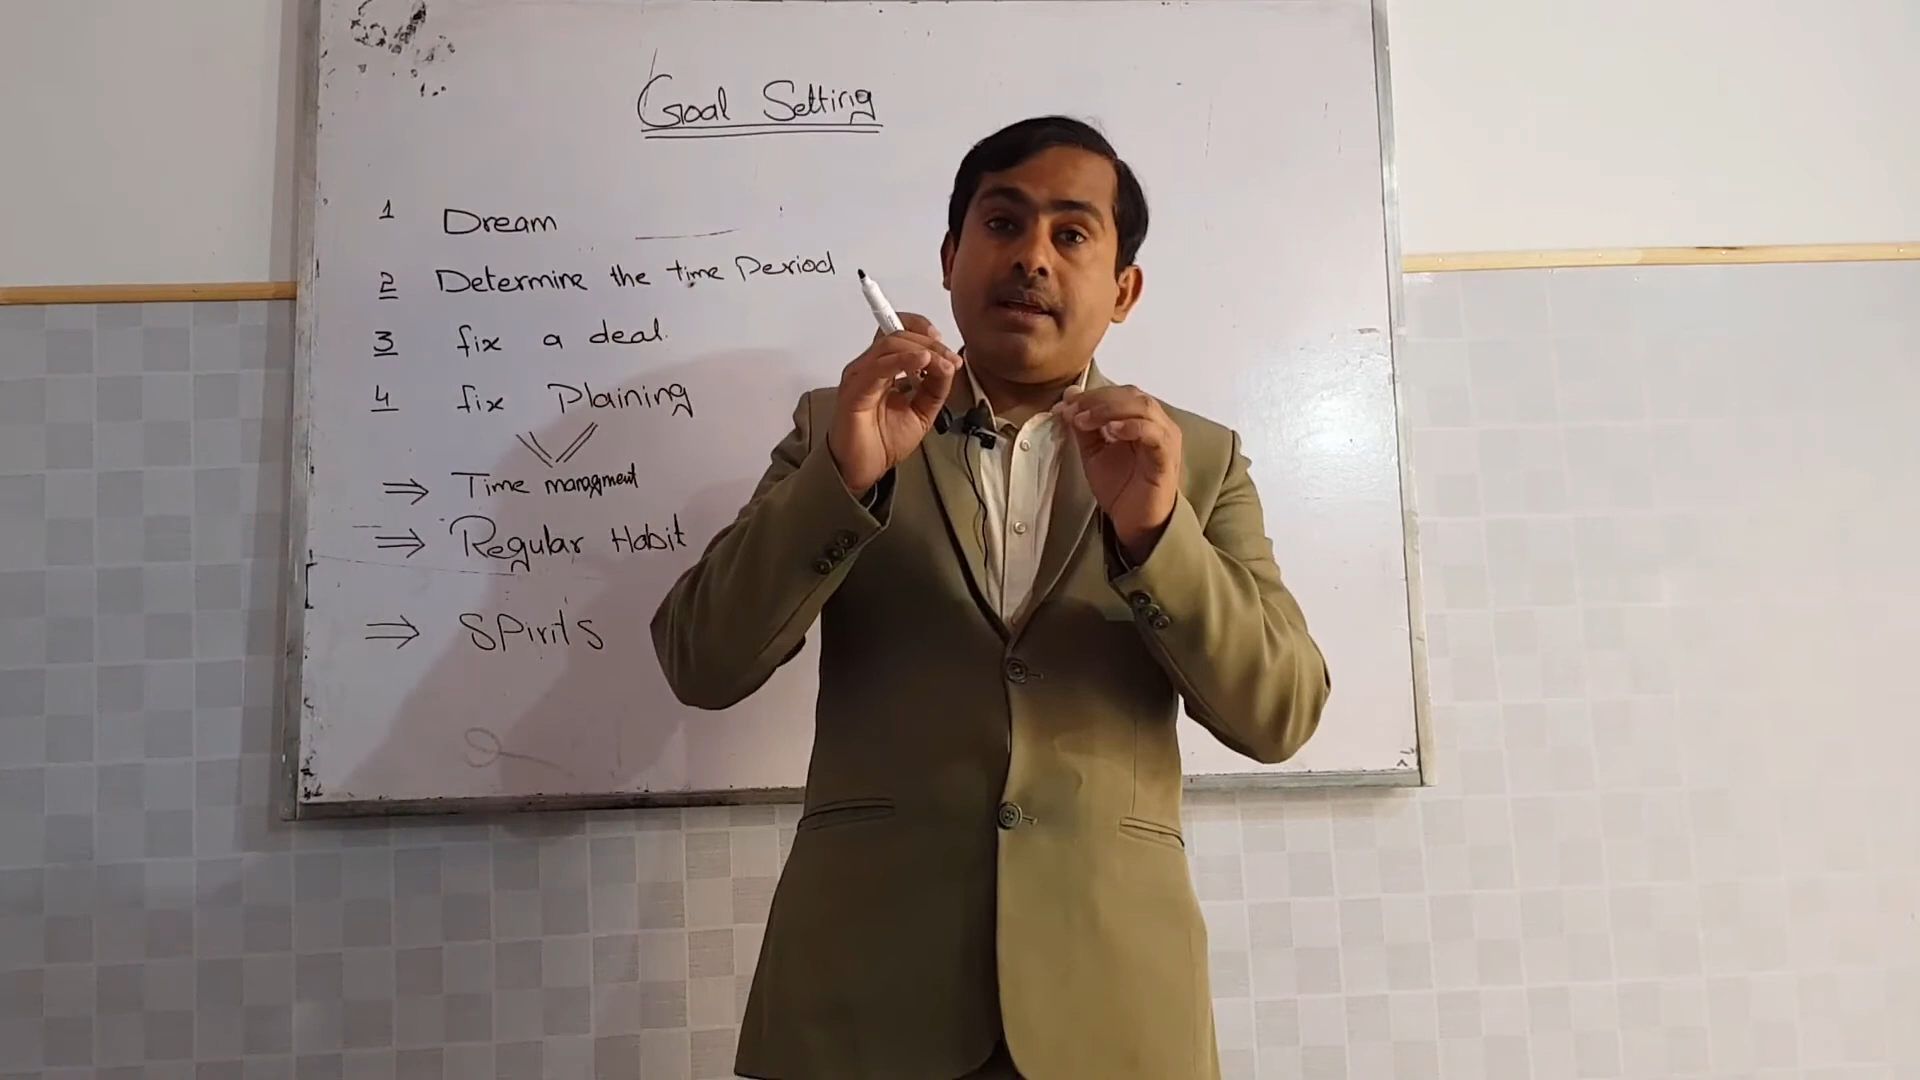 Goal Setting
1 Dream
2 Determine the time Period
3 fix a deal.
4 fix Plaining
⇒ Time managment
⇒ Regular Habit
⇒ SPirits